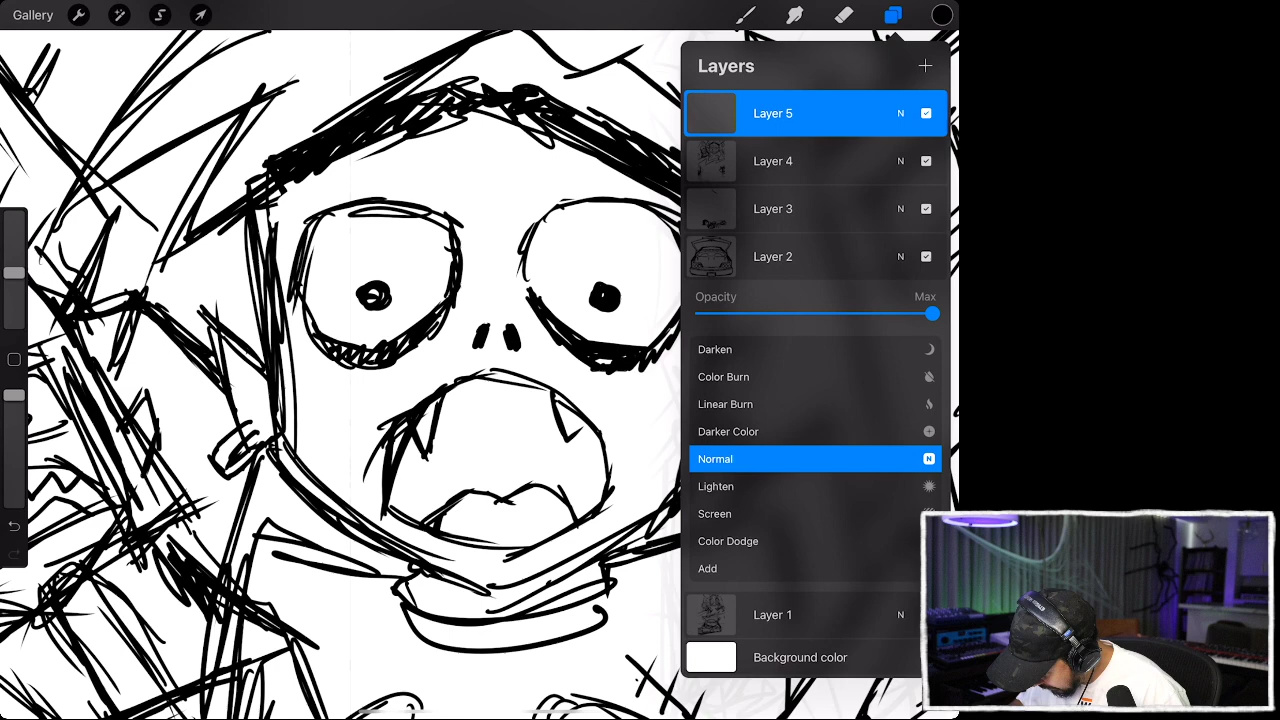 Gallery
Layers
Layer 5 N
Layer 4 N
Layer 3 N
Layer 2 N
Opacity Max
Darken
Color Burn
Linear Burn
Darker Color
Normal N
Lighten
Screen
Color Dodge
Add
Layer 1 N
Background color